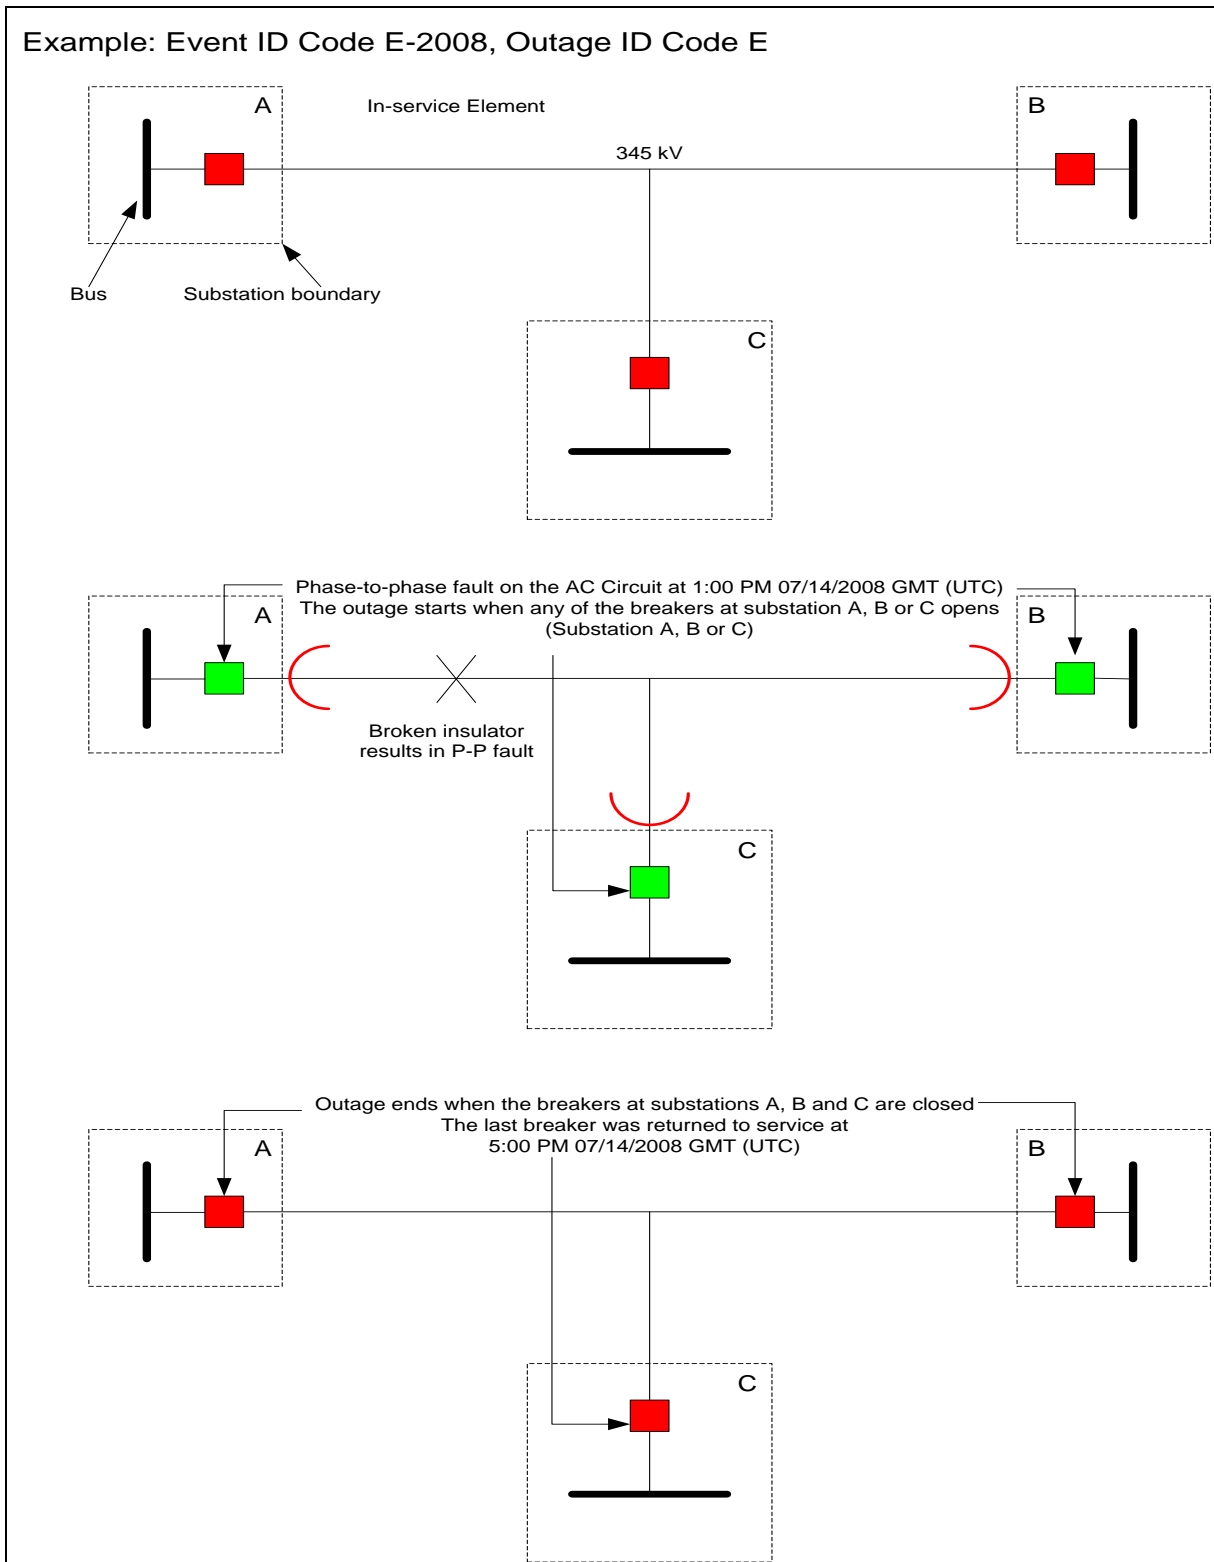 Example: Event ID Code E-2008, Outage ID Code E
A
In-service Element
B
345 kV
Bus
Substation boundary
C
Phase-to-phase fault on the AC Circuit at 1:00 PM 07/14/2008 GMT (UTC)
The outage starts when any of the breakers at substation A, B or C opens
(Substation A, B or C)
A
B
Broken insulator
results in P-P fault
C
Outage ends when the breakers at substations A, B and C are closed
The last breaker was returned to service at
5:00 PM 07/14/2008 GMT (UTC)
A
B
C